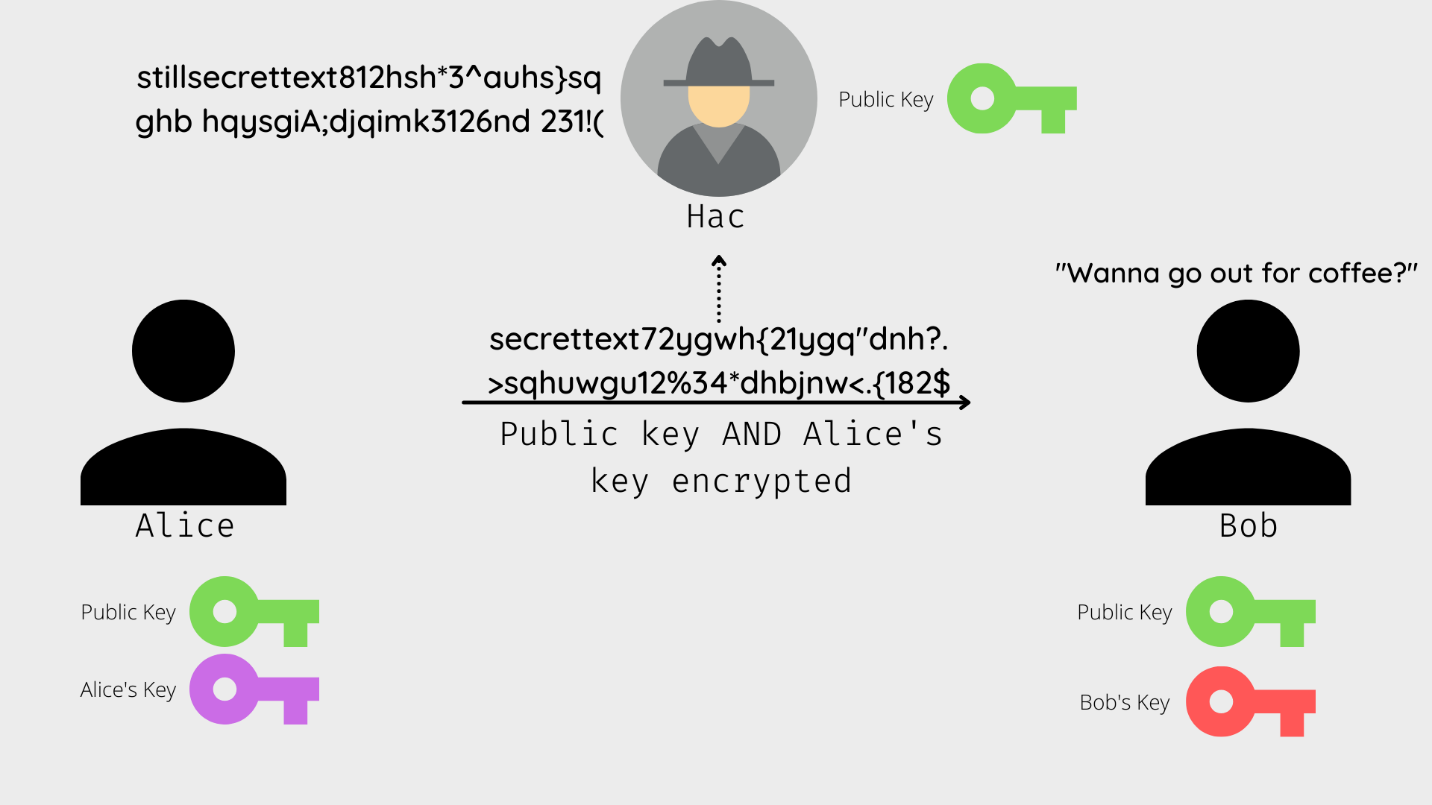 stillsecrettext812hsh*3^auhs}sq
ghb hqysgiA;djqimk3126nd 231!(
Public Key
Hac
"Wanna go out for coffee?"
secrettext72ygwh{21ygq"dnh?.
>sqhuwgu12%34*dhbjnw<.{182$
Public key AND Alice's
key encrypted
Alice
Bob
Public Key
Alice's Key
Public Key
Bob's Key